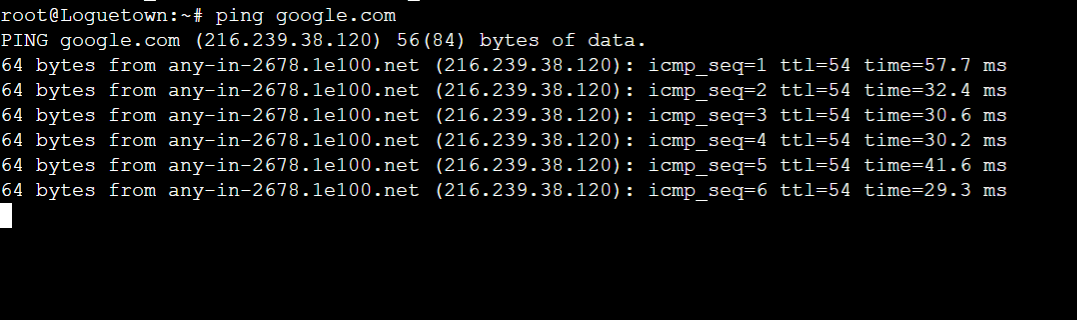 root@Loguetown:~# ping google.com
PING google.com (216.239.38.120) 56(84) bytes of data.
64 bytes from any-in-2678.1e100.net (216.239.38.120): icmp_seq=1 ttl=54 time=57.7 ms
64 bytes from any-in-2678.1e100.net (216.239.38.120): icmp_seq=2 ttl=54 time=32.4 ms
64 bytes from any-in-2678.1e100.net (216.239.38.120): icmp_seq=3 ttl=54 time=30.6 ms
64 bytes from any-in-2678.1e100.net (216.239.38.120): icmp_seq=4 ttl=54 time=30.2 ms
64 bytes from any-in-2678.1e100.net (216.239.38.120): icmp_seq=5 ttl=54 time=41.6 ms
64 bytes from any-in-2678.1e100.net (216.239.38.120): icmp_seq=6 ttl=54 time=29.3 ms